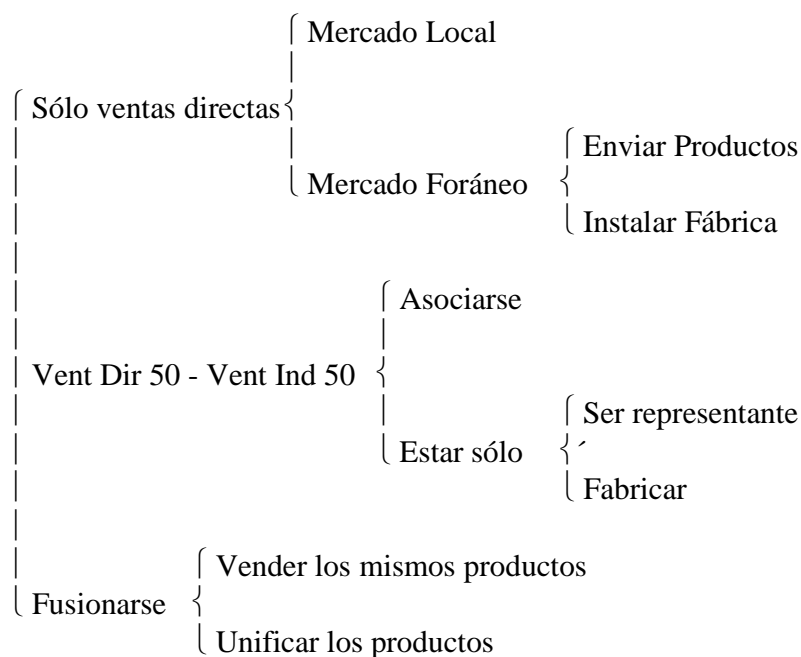 Mercado Local
Sólo ventas directas
Enviar Productos
Mercado Foráneo
Instalar Fábrica
Asociarse
Vent Dir 50 - Vent Ind 50
Ser representante
Estar sólo
Fabricar
Vender los mismos productos
Fusionarse
Unificar los productos